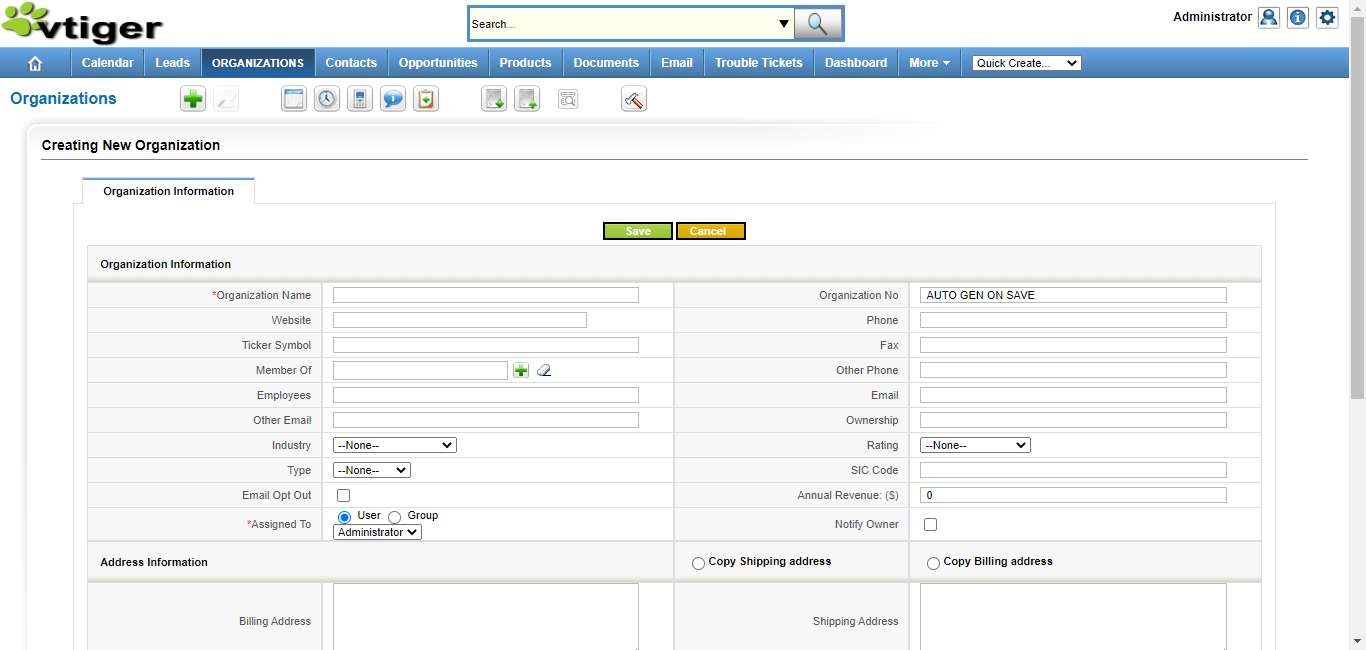 vtiger
Search...
Administrator
Calendar Leads ORGANIZATIONS Contacts Opportunities Products Documents Email Trouble Tickets Dashboard More Quick Create...
Organizations
Creating New Organization
Organization Information
Save Cancel
Organization Information
*Organization Name Organization No AUTO GEN ON SAVE
Website Phone
Ticker Symbol Fax
Member Of Other Phone
Employees Email
Other Email Ownership
Industry --None-- Rating --None--
Type --None-- SIC Code
Email Opt Out Annual Revenue: ($) 0
*Assigned To User Group Notify Owner
Administrator
Address Information Copy Shipping address Copy Billing address
Billing Address Shipping Address